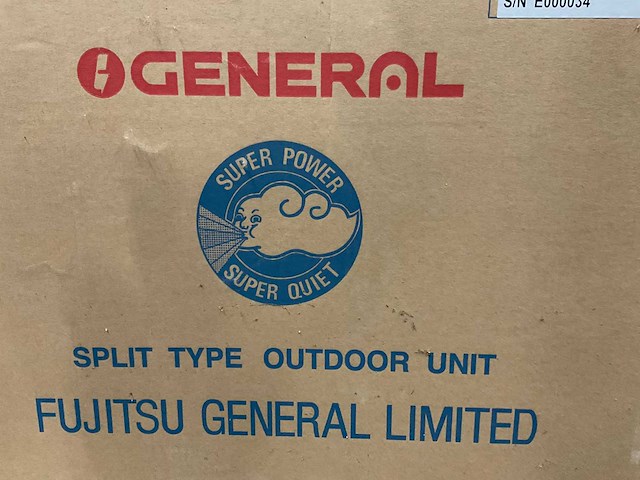 S/N E000034
GENERAL
SUPER POWER
SUPER QUIET
SPLIT TYPE OUTDOOR UNIT
FUJITSU GENERAL LIMITED